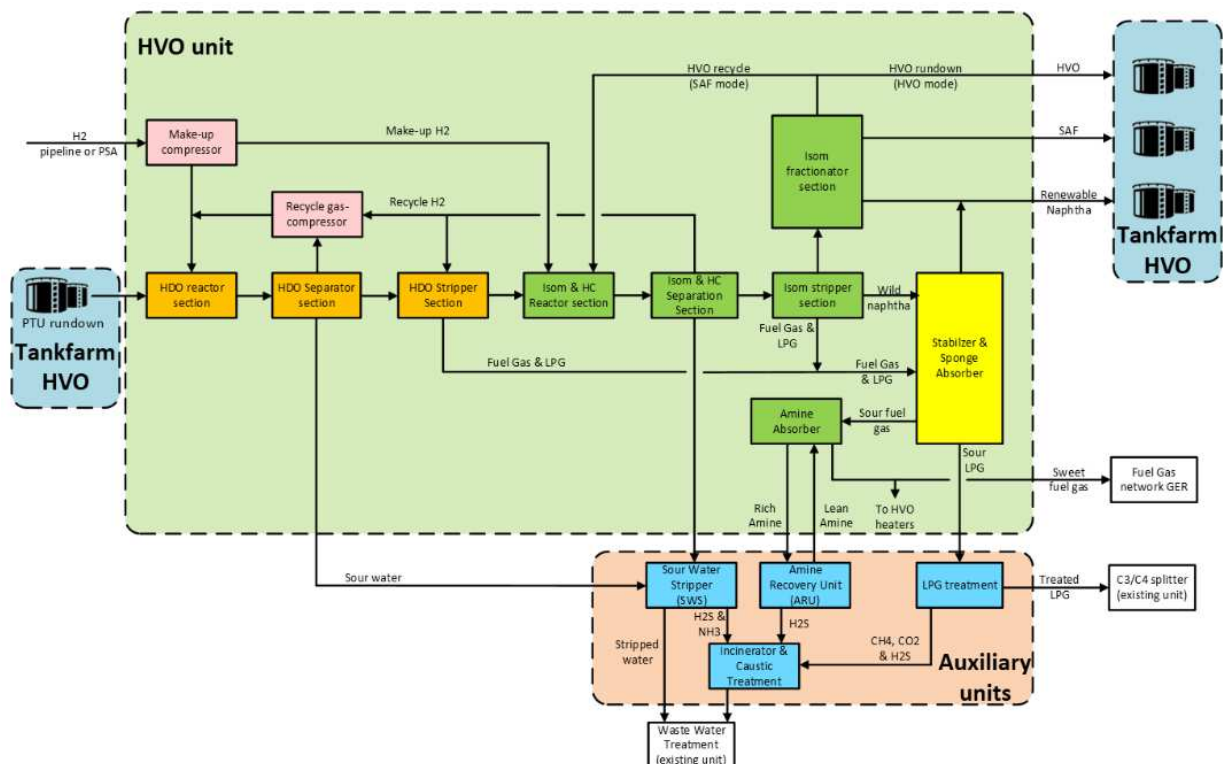 HVO unit
HVO recycle
(SAF mode)
HVO rundown
(HVO mode)
HVO
H2
pipeline or PSA
Make-up
compressor
Make-up H2
Isom
fractionator
section
SAF
Recycle gas-
compressor
Recycle H2
Renewable
Naphtha
Tankfarm
HVO
PTU rundown
Tankfarm
HVO
HDO reactor
section
HDO Separator
section
HDO Stripper
Section
Isom & HC
Reactor section
Isom & HC
Separation
Section
Isom stripper
section
Wild
naphtha
Stabilzer &
Sponge
Absorber
Fuel Gas & LPG
Fuel Gas &
LPG
Fuel Gas
& LPG
Amine
Absorber
Sour fuel
gas
Sour
LPG
Sweet
fuel gas
Fuel Gas
network GER
To HVO
heaters
Rich
Amine
Lean
Amine
Sour water
Sour Water
Stripper
(SWS)
Amine
Recovery Unit
(ARU)
LPG treatment
Treated
LPG
C3/C4 splitter
(existing unit)
H2S &
NH3
H2S
Stripped
water
CH4, CO2
& H2S
Incinerator &
Caustic
Treatment
Auxiliary
units
Waste Water
Treatment
(existing unit)